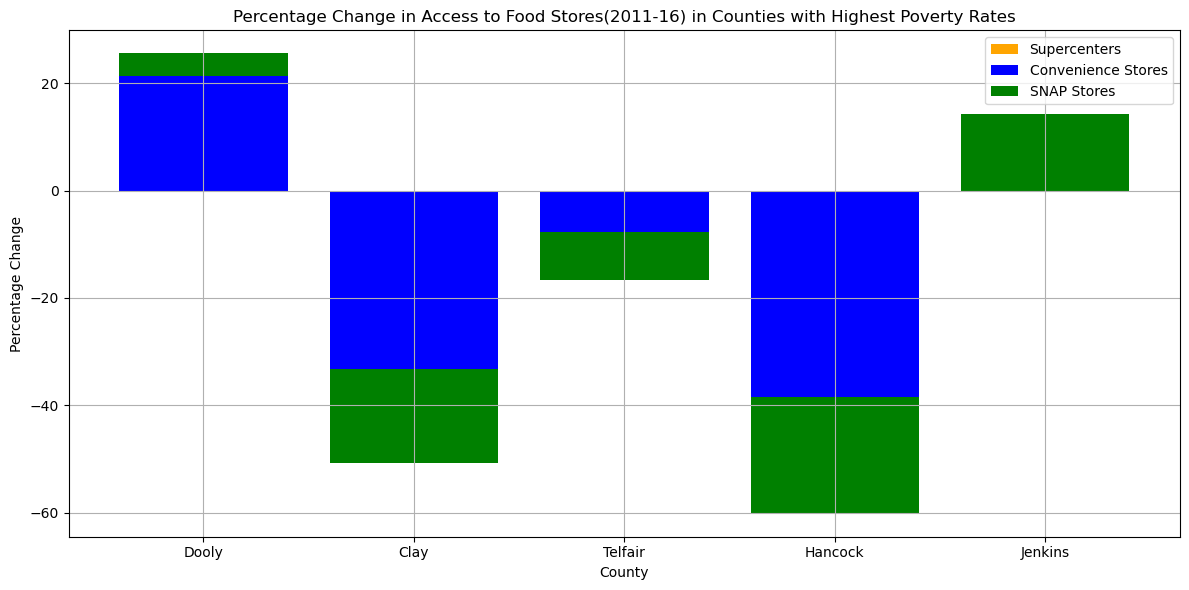 Percentage Change in Access to Food Stores(2011-16) in Counties with Highest Poverty Rates
Supercenters
Convenience Stores
SNAP Stores
20
0
−20
−40
−60
Percentage Change
Dooly Clay Telfair Hancock Jenkins
County